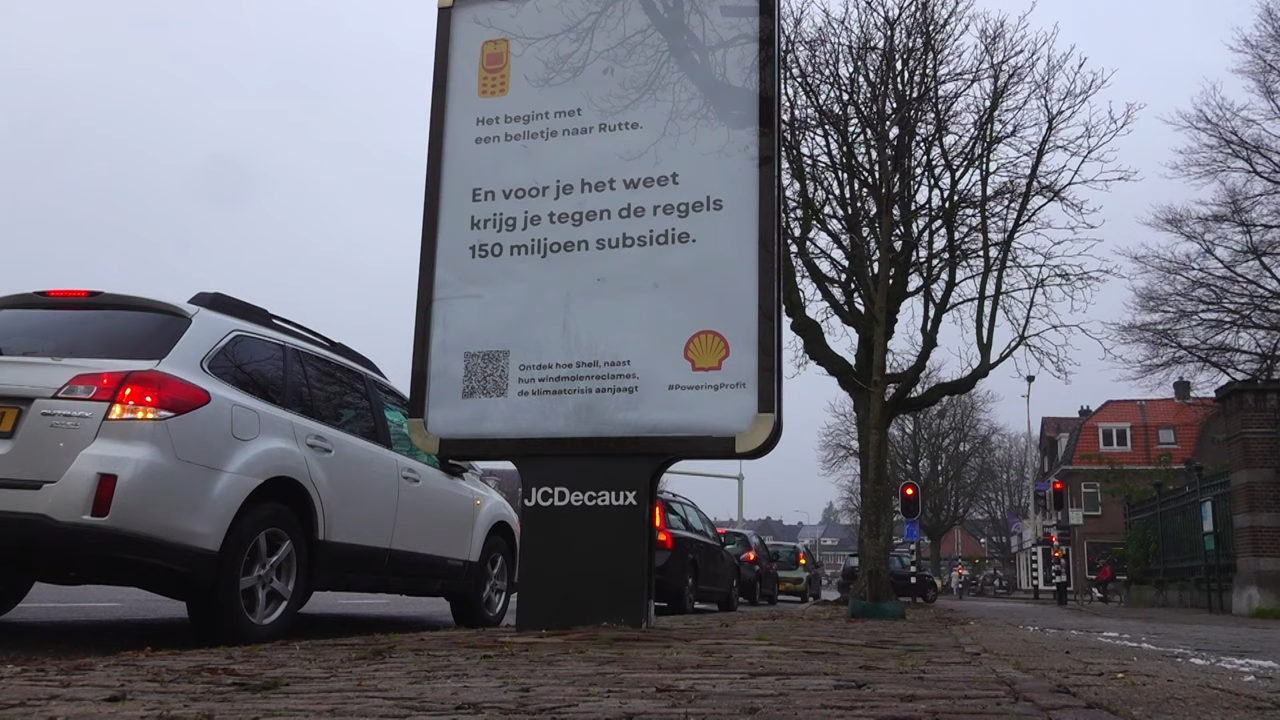 Het begint met
een belletje naar Rutte.
En voor je het weet
krijg je tegen de regels
150 miljoen subsidie.
Ontdek hoe Shell, naast
hun windmolenreclames,
de klimaatcrisis aanjaagt
#PoweringProfit
JCDecaux
OUTBACK